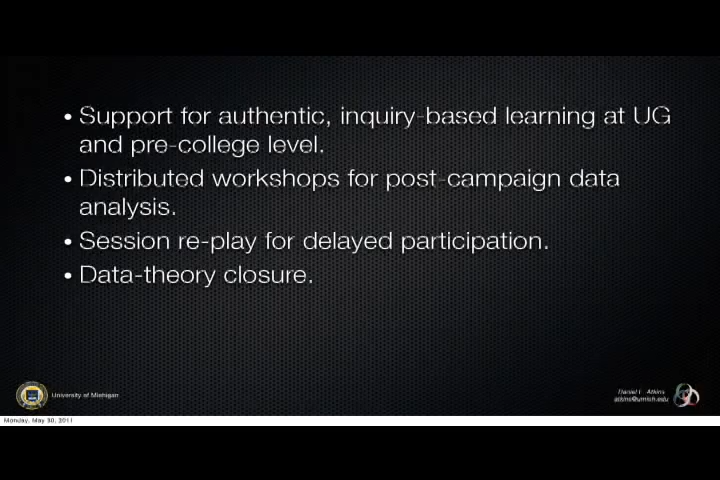 • Support for authentic, inquiry-based learning at UG
and pre-college level.
• Distributed workshops for post-campaign data
analysis.
• Session re-play for delayed participation.
• Data-theory closure.
University of Michigan
Daniel E. Atkins
atkins@umich.edu
Monday, May 30, 2011